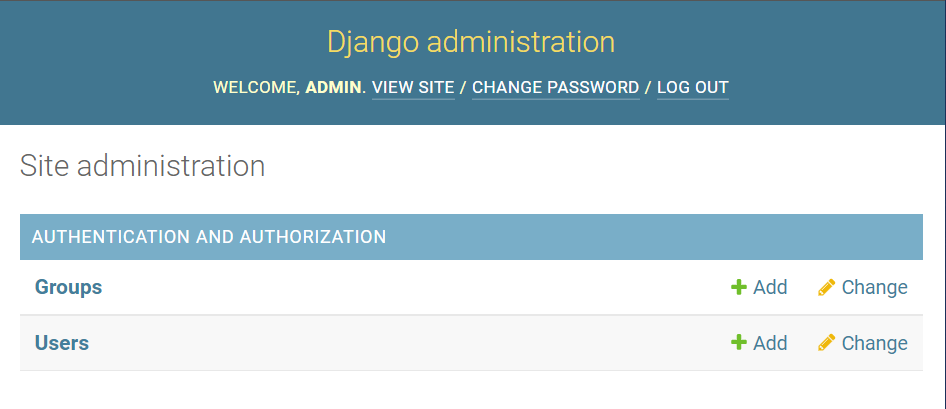 Django administration
WELCOME, ADMIN. VIEW SITE / CHANGE PASSWORD / LOG OUT
Site administration
AUTHENTICATION AND AUTHORIZATION
Groups Add Change
Users Add Change